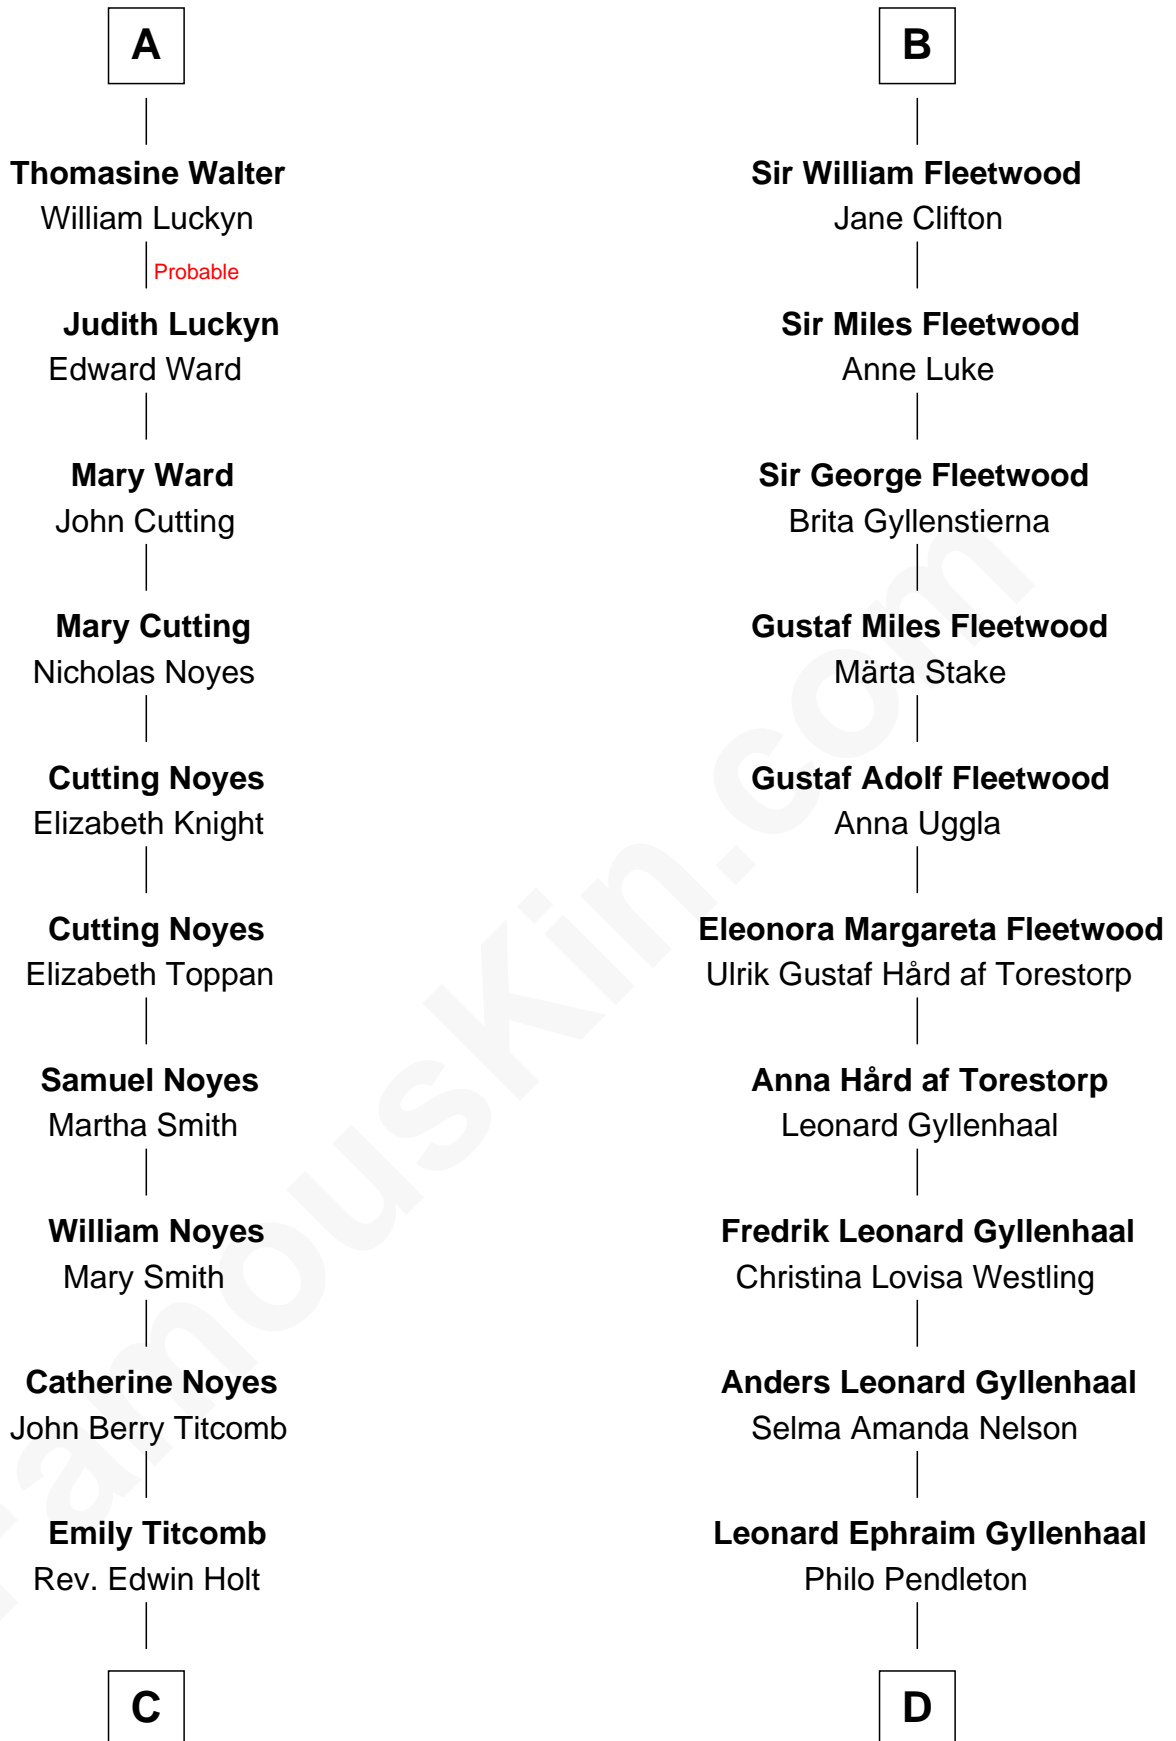 A
Thomasine Walter
William Luckyn
Probable
Judith Luckyn
Edward Ward
Mary Ward
John Cutting
Mary Cutting
Nicholas Noyes
Cutting Noyes
Elizabeth Knight
Cutting Noyes
Elizabeth Toppan
Samuel Noyes
Martha Smith
William Noyes
Mary Smith
Catherine Noyes
John Berry Titcomb
Emily Titcomb
Rev. Edwin Holt
C
B
Sir William Fleetwood
Jane Clifton
Sir Miles Fleetwood
Anne Luke
Sir George Fleetwood
Brita Gyllenstierna
Gustaf Miles Fleetwood
Märta Stake
Gustaf Adolf Fleetwood
Anna Uggla
Eleonora Margareta Fleetwood
Ulrik Gustaf Hård af Torestorp
Anna Hård af Torestorp
Leonard Gyllenhaal
Fredrik Leonard Gyllenhaal
Christina Lovisa Westling
Anders Leonard Gyllenhaal
Selma Amanda Nelson
Leonard Ephraim Gyllenhaal
Philo Pendleton
D
FamousKin.com